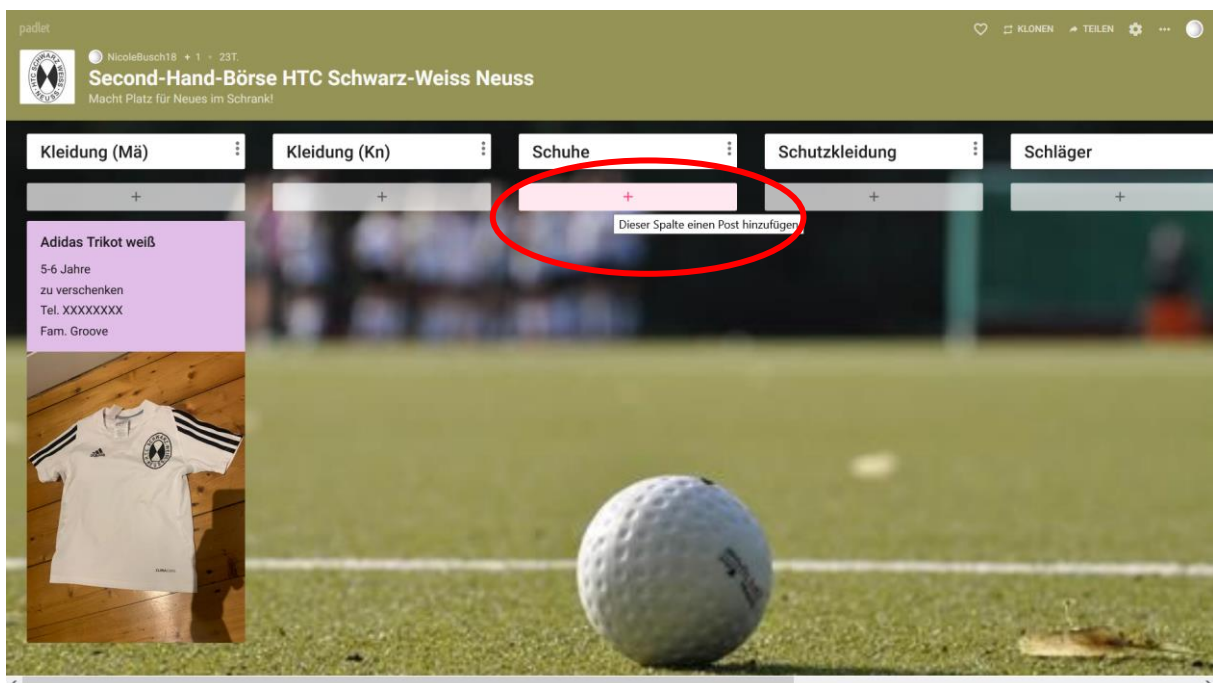 padlet
KLONEN
TEILEN
NicoleBusch18 + 1 • 23T.
Second-Hand-Börse HTC Schwarz-Weiss Neuss
Macht Platz für Neues im Schrank!
Kleidung (Mä)
Kleidung (Kn)
Schuhe
Schutzkleidung
Schläger
+
+
+
+
+
Dieser Spalte einen Post hinzufügen
Adidas Trikot weiß
5-6 Jahre
zu verschenken
Tel. XXXXXXXX
Fam. Groove